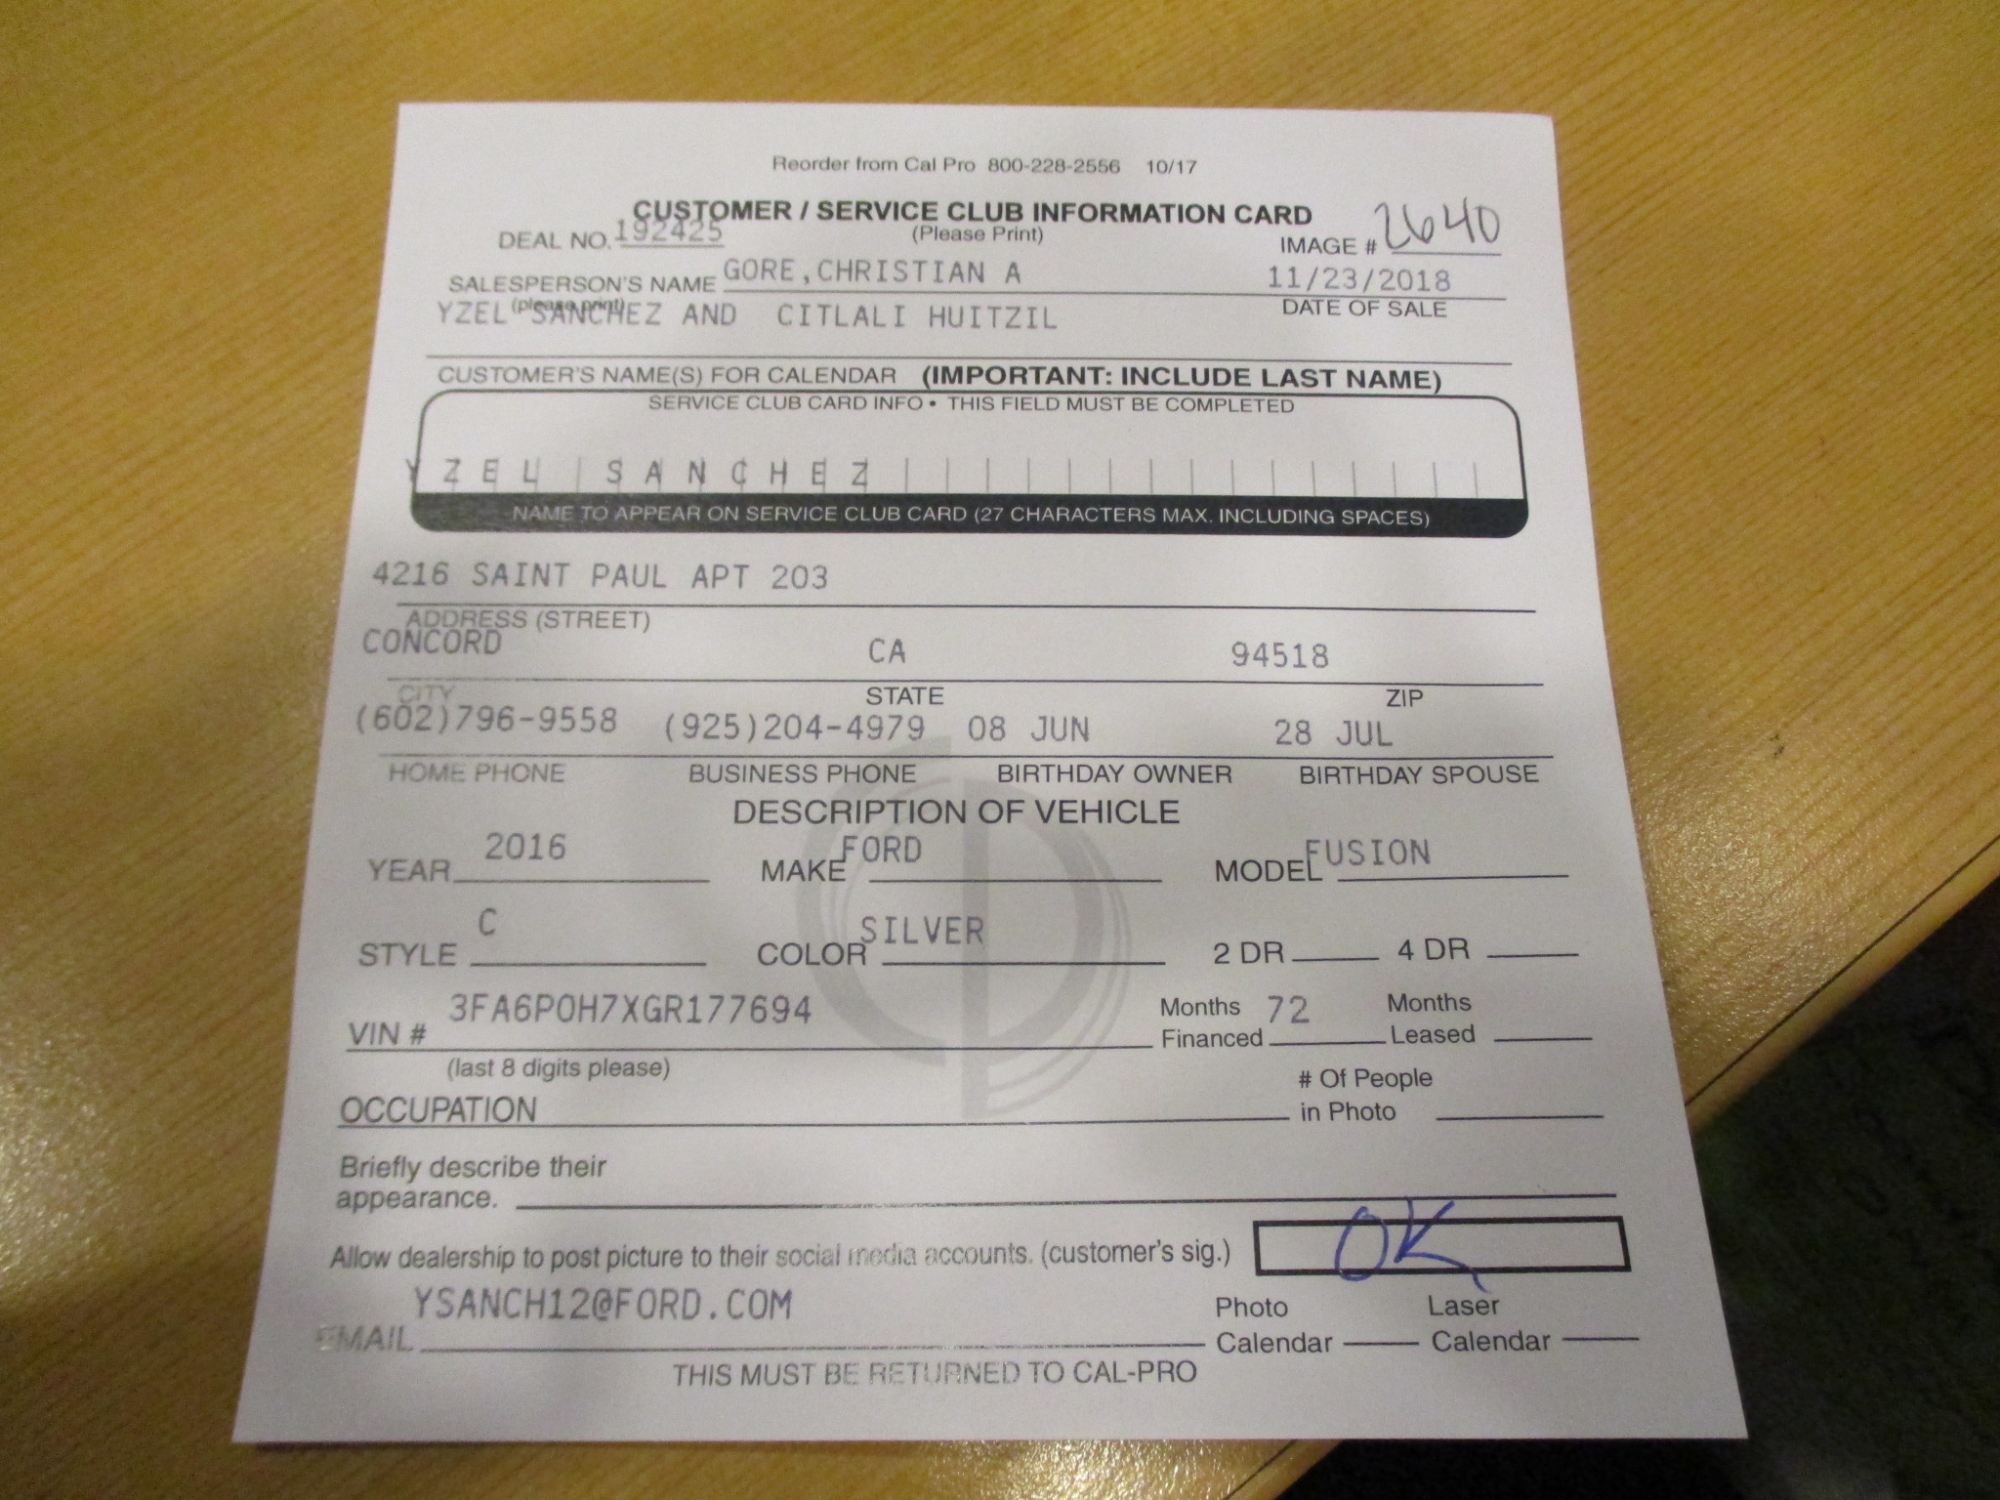 Reorder from Cal Pro 800-228-2556 10/17
CUSTOMER / SERVICE CLUB INFORMATION CARD
(Please Print)
DEAL NO. 192425 IMAGE # 2640
SALESPERSON'S NAME GORE,CHRISTIAN A 11/23/2018
(please print) DATE OF SALE
YZEL SANCHEZ AND CITLALI HUITZIL
CUSTOMER'S NAME(S) FOR CALENDAR (IMPORTANT: INCLUDE LAST NAME)
SERVICE CLUB CARD INFO • THIS FIELD MUST BE COMPLETED
YZEL SANCHEZ
NAME TO APPEAR ON SERVICE CLUB CARD (27 CHARACTERS MAX. INCLUDING SPACES)
4216 SAINT PAUL APT 203
ADDRESS (STREET)
CONCORD CA 94518
CITY STATE ZIP
(602)796-9558 (925)204-4979 08 JUN 28 JUL
HOME PHONE BUSINESS PHONE BIRTHDAY OWNER BIRTHDAY SPOUSE
DESCRIPTION OF VEHICLE
YEAR 2016 MAKE FORD MODEL FUSION
STYLE C COLOR SILVER 2 DR 4 DR
VIN # 3FA6P0H7XGR177694 Months Financed 72 Months Leased
(last 8 digits please)
OCCUPATION # Of People in Photo
Briefly describe their
appearance.
Allow dealership to post picture to their social media accounts. (customer's sig.) OK
EMAIL YSANCH12@FORD.COM Photo Calendar Laser Calendar
THIS MUST BE RETURNED TO CAL-PRO